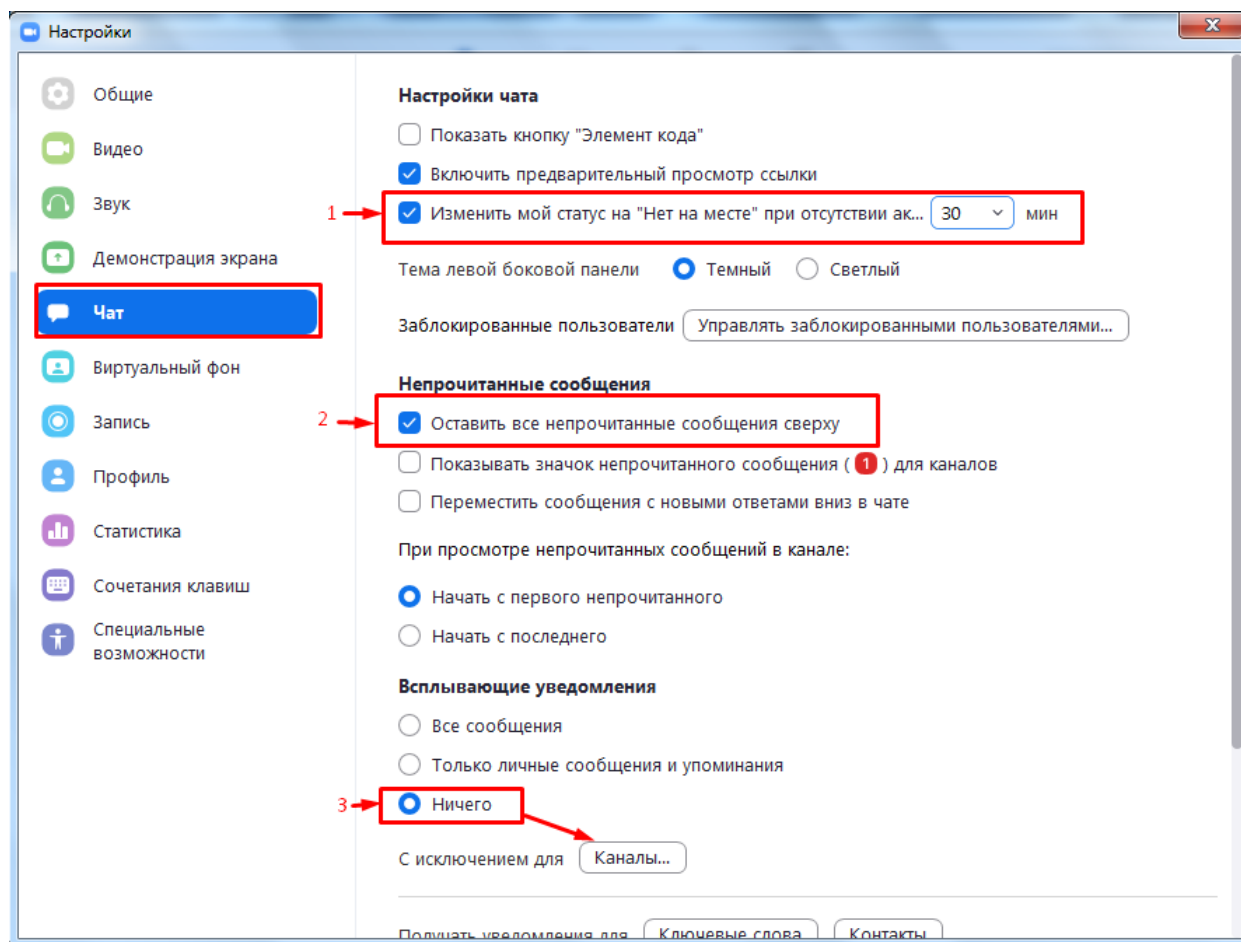 Настройки
Общие
Видео
Звук
Демонстрация экрана
Чат
Виртуальный фон
Запись
Профиль
Статистика
Сочетания клавиш
Специальные
возможности
Настройки чата
Показать кнопку "Элемент кода"
Включить предварительный просмотр ссылки
1
Изменить мой статус на "Нет на месте" при отсутствии ак... 30 мин
Тема левой боковой панели Темный Светлый
Заблокированные пользователи Управлять заблокированными пользователями...
Непрочитанные сообщения
2
Оставить все непрочитанные сообщения сверху
Показывать значок непрочитанного сообщения ( 1 ) для каналов
Переместить сообщения с новыми ответами вниз в чате
При просмотре непрочитанных сообщений в канале:
Начать с первого непрочитанного
Начать с последнего
Всплывающие уведомления
Все сообщения
Только личные сообщения и упоминания
3
Ничего
С исключением для Каналы...
Получать уведомления для Ключевые слова Контакты